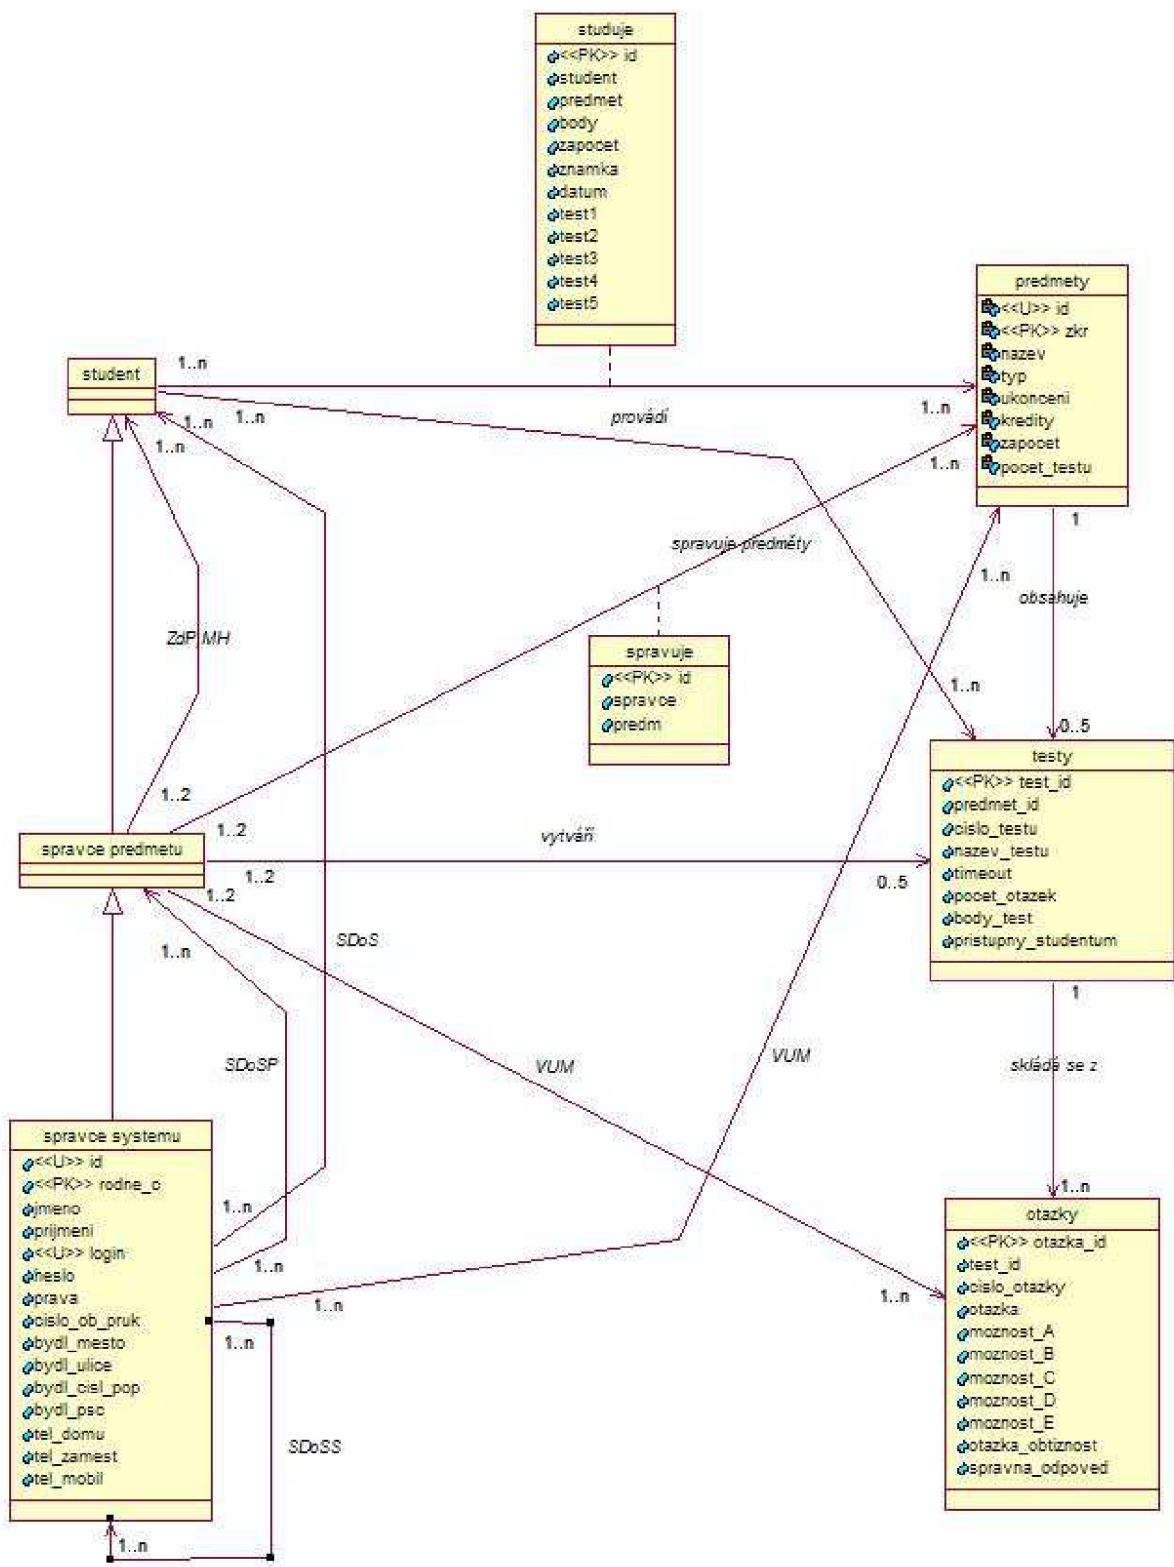 studuje
<<PK>> id
student
predmet
body
zapocet
znamka
datum
test1
test2
test3
test4
test5
predmety
<<U>> id
<<PK>> zkr
nazev
typ
ukonceni
kredity
zapocet
pocet_testu
student
1..n
1..n
1..n
1..n
1..n
provádí
1..n
spravuje předměty
1..n
1
obsahuje
ZdP,MH
spravuje
<<PK>> id
spravce
predm
1..n
0..5
testy
<<PK>> test_id
predmet_id
cislo_testu
nazev_testu
timeout
pocet_otazek
body_test
pristupny_studentum
1..2
1..2
vytváří
spravce predmetu
1..2
1..2
0..5
1..n
SDoS
1
SDoSP
VUM
VUM
skládá se z
spravce systemu
<<U>> id
<<PK>> rodne_c
jmeno
prijmeni
<<U>> login
heslo
prava
cislo_ob_pruk
bydl_mesto
bydl_ulice
bydl_cisl_pop
bydl_psc
tel_domu
tel_zamest
tel_mobil
1..n
1..n
1..n
1..n
1..n
1..n
otazky
<<PK>> otazka_id
test_id
cislo_otazky
otazka
moznost_A
moznost_B
moznost_C
moznost_D
moznost_E
otazka_obtiznost
spravna_odpoved
SDoSS
1..n